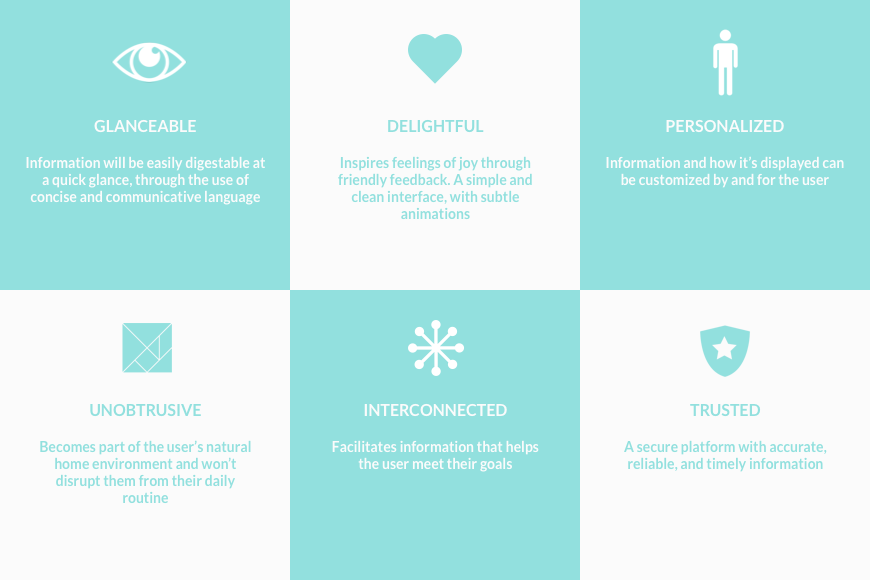 GLANCEABLE
Information will be easily digestable at
a quick glance, through the use of
concise and communicative language
DELIGHTFUL
Inspires feelings of joy through
friendly feedback. A simple and
clean interface, with subtle
animations
PERSONALIZED
Information and how it's displayed can
be customized by and for the user
UNOBTRUSIVE
Becomes part of the user's natural
home environment and won't
disrupt them from their daily
routine
INTERCONNECTED
Facilitates information that helps
the user meet their goals
TRUSTED
A secure platform with accurate,
reliable, and timely information